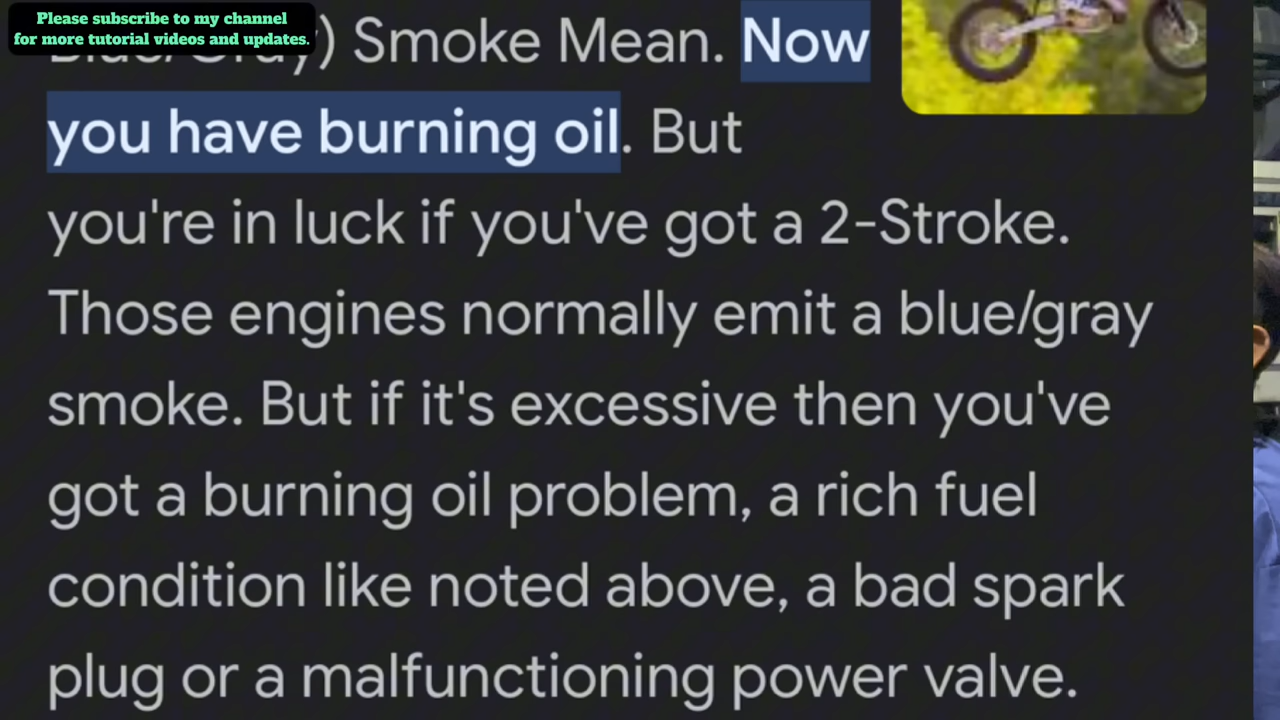 Please subscribe to my channel
for more tutorial videos and updates.
Smoke Mean. Now
you have burning oil. But
you're in luck if you've got a 2-Stroke.
Those engines normally emit a blue/gray
smoke. But if it's excessive then you've
got a burning oil problem, a rich fuel
condition like noted above, a bad spark
plug or a malfunctioning power valve.